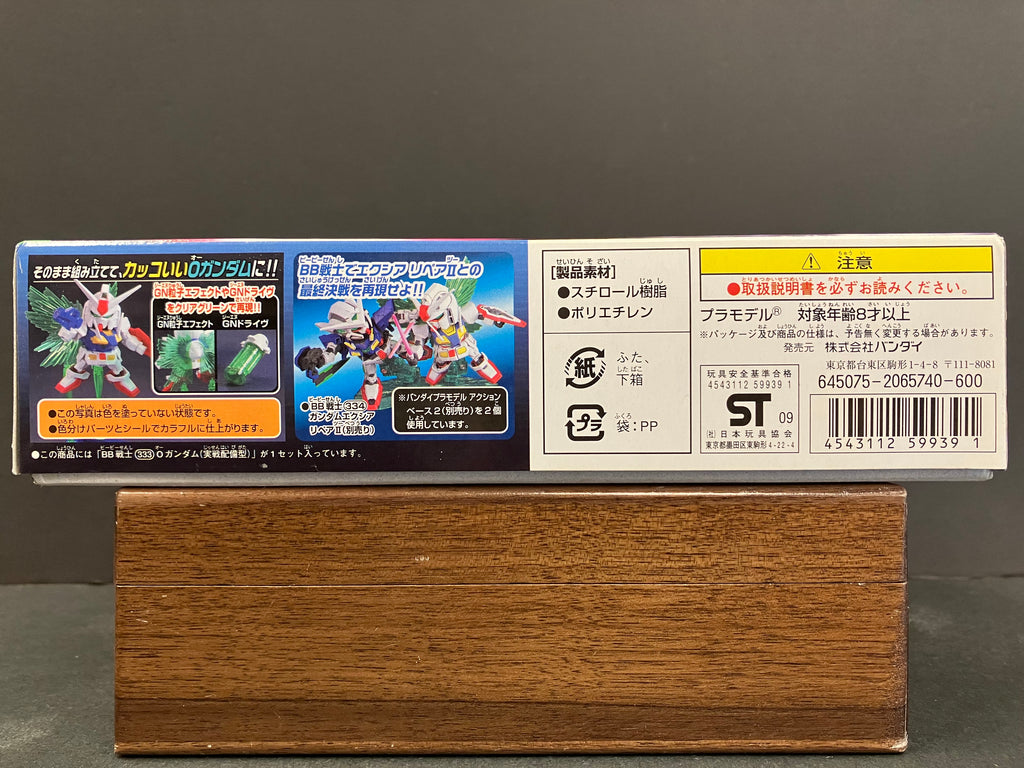 そのまま組み立てて、カッコいいOガンダムに!!
GN粒子エフェクトやGNドライヴ
をクリアグリーンで再現!!
GN粒子エフェクト
GNドライヴ
●この写真は色を塗っていない状態です。
●色分けパーツとシールでカラフルに仕上がります。
●この商品には「BB戦士333Oガンダム(実戦配備型)」が1セット入っています。
BB戦士でエクシア リペアⅡとの
最終決戦を再現せよ!!
●BB戦士334
ガンダムエクシア
リペアⅡ(別売り)
※バンダイプラモデル アクション
ベース2(別売り)を2個
使用しています。
[製品素材]
●スチロール樹脂
●ポリエチレン
紙
ふた、
下箱
プラ
袋:PP
注意
●取扱説明書を必ずお読みください。
プラモデル® 対象年齢8才以上
※パッケージ及び商品の仕様は、予告無く変更する場合があります。
発売元 株式会社バンダイ
東京都台東区駒形1-4-8 〒111-8081
玩具安全基準合格
4543112 59939 1
ST 09
(社)日本玩具協会
東京都墨田区東駒形4-22-4
645075-2065740-600
4543112 599391